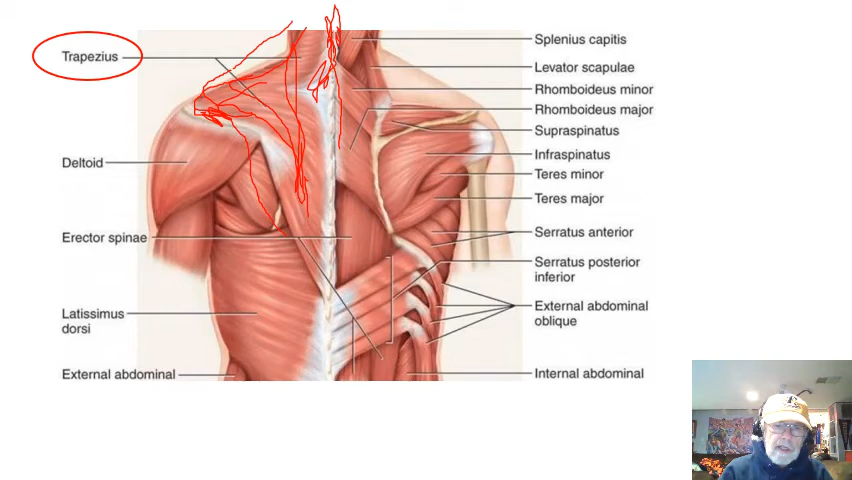 Trapezius
Deltoid
Erector spinae
Latissimus
dorsi
External abdominal
Splenius capitis
Levator scapulae
Rhomboideus minor
Rhomboideus major
Supraspinatus
Infraspinatus
Teres minor
Teres major
Serratus anterior
Serratus posterior
inferior
External abdominal
oblique
Internal abdominal